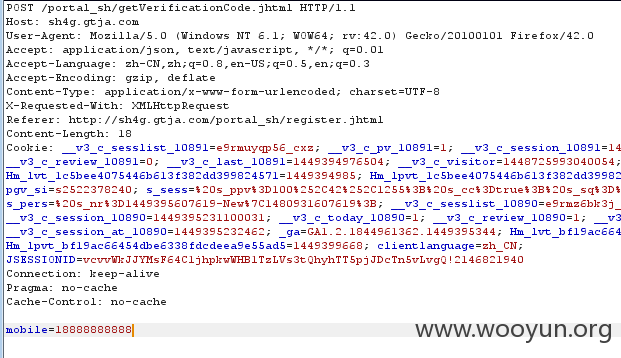 POST /portal_sh/getVerificationCode.jhtml HTTP/1.1
Host: sh4g.gtja.com
User-Agent: Mozilla/5.0 (Windows NT 6.1; WOW64; rv:42.0) Gecko/20100101 Firefox/42.0
Accept: application/json, text/javascript, */*; q=0.01
Accept-Language: zh-CN,zh;q=0.8,en-US;q=0.5,en;q=0.3
Accept-Encoding: gzip, deflate
Content-Type: application/x-www-form-urlencoded; charset=UTF-8
X-Requested-With: XMLHttpRequest
Referer: http://sh4g.gtja.com/portal_sh/register.jhtml
Content-Length: 18
Cookie: __v3_c_sesslist_10891=e9rmuyqp56_cxz; __v3_c_pv_10891=1; __v3_c_session_10891=14
__v3_c_review_10891=0; __v3_c_last_10891=1449394976504; __v3_c_visitor=1448725993040054;
Hm_lvt_1c5bee4075446b613f382dd399824571=1449394985; Hm_lpvt_1c5bee4075446b613f382dd39982
pgv_si=s2522378240; s_sess=%20s_ppv%3D100%252C42%252C1255%3B%20s_cc%3Dtrue%3B%20s_sq%3D%
s_pers=%20s_nr%3D1449395607619-New%7C1480931607619%3B; __v3_c_sesslist_10890=e9rmz6bk3j_
__v3_c_session_10890=1449395231100031; __v3_c_today_10890=1; __v3_c_review_10890=1; __v3
__v3_c_session_at_10890=1449395232462; _ga=GA1.2.1844961362.1449395344; Hm_lvt_bf19ac664
Hm_lpvt_bf19ac66454dbe6338fdcdeea9e55ad5=1449399668; clientlanguage=zh_CN;
JSESSIONID=vcvvWkJJYMsF64CljhpkwWHBlTzLVs3tQhyhTT5pjJDcTn5vLvgQ!2146821940
Connection: keep-alive
Pragma: no-cache
Cache-Control: no-cache
mobile=18888888888
www.wooyun.org